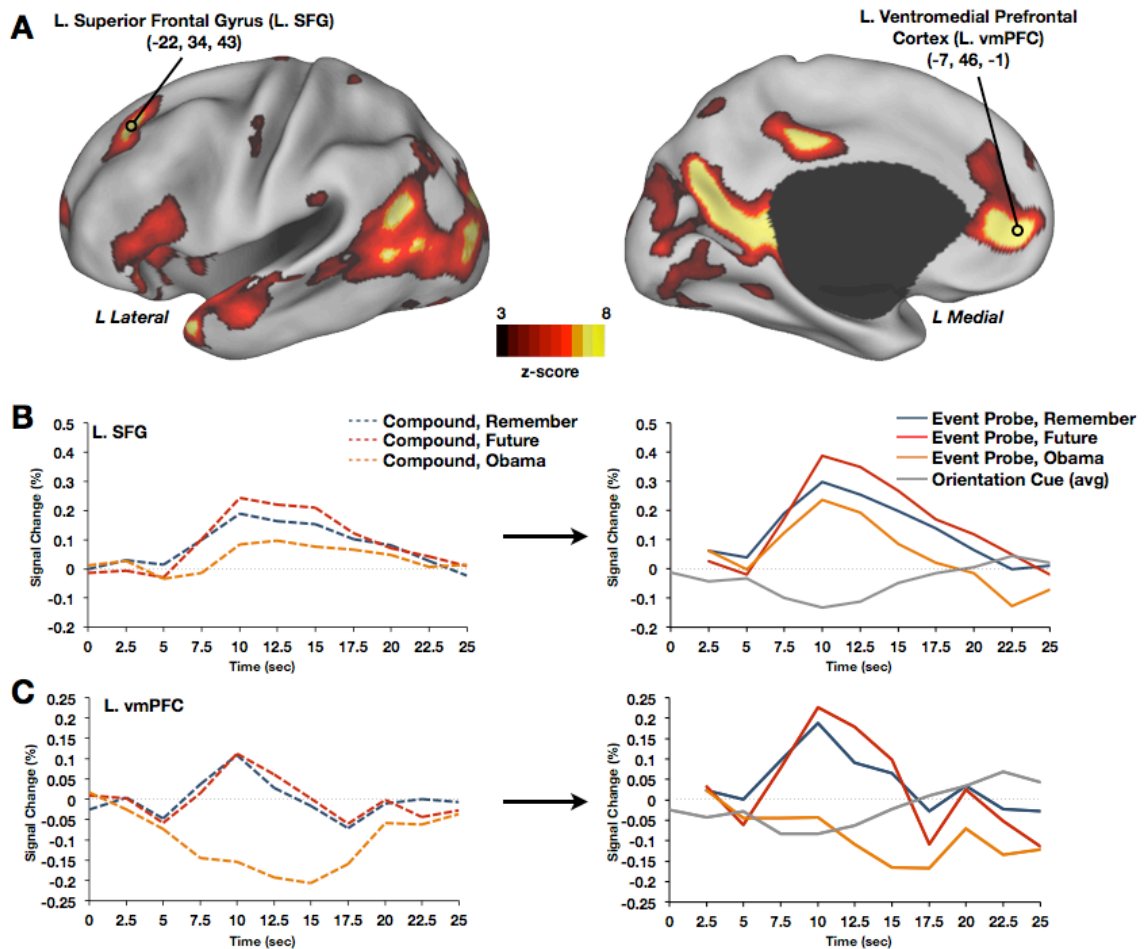 A
L. Superior Frontal Gyrus (L. SFG)
(-22, 34, 43)
L. Ventromedial Prefrontal
Cortex (L. vmPFC)
(-7, 46, -1)
L Lateral
3 8
z-score
L Medial
B
L. SFG
Compound, Remember
Compound, Future
Compound, Obama
Signal Change (%)
0.5
0.4
0.3
0.2
0.1
0
-0.1
-0.2
0 2.5 5 7.5 10 12.5 15 17.5 20 22.5 25
Time (sec)
Event Probe, Remember
Event Probe, Future
Event Probe, Obama
Orientation Cue (avg)
Signal Change (%)
0.5
0.4
0.3
0.2
0.1
0
-0.1
-0.2
0 2.5 5 7.5 10 12.5 15 17.5 20 22.5 25
Time (sec)
C
L. vmPFC
Signal Change (%)
0.25
0.2
0.15
0.1
0.05
0
-0.05
-0.1
-0.15
-0.2
-0.25
0 2.5 5 7.5 10 12.5 15 17.5 20 22.5 25
Time (sec)
Signal Change (%)
0.25
0.2
0.15
0.1
0.05
0
-0.05
-0.1
-0.15
-0.2
-0.25
0 2.5 5 7.5 10 12.5 15 17.5 20 22.5 25
Time (sec)